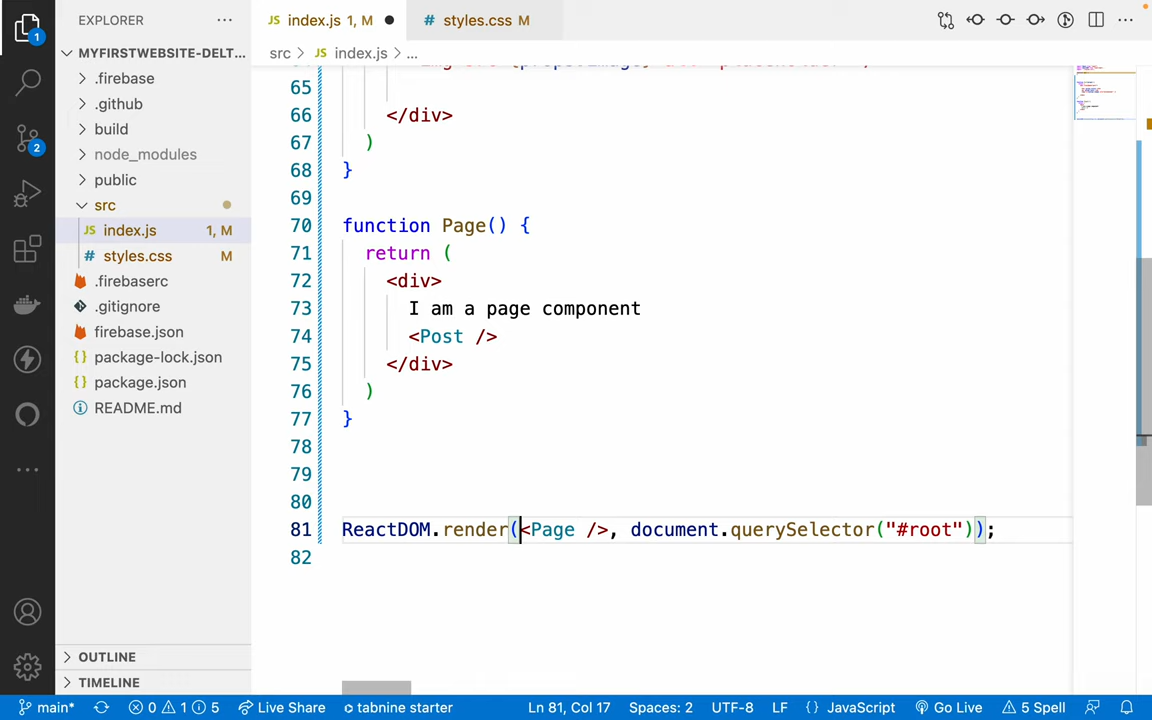 EXPLORER
MYFIRSTWEBSITE-DELT...
.firebase
.github
build
node_modules
public
src
index.js 1, M
styles.css M
.firebaserc
.gitignore
firebase.json
package-lock.json
package.json
README.md
OUTLINE
TIMELINE
1
2
JS index.js 1, M
# styles.css M
src > JS index.js > ...
65
66 </div>
67 )
68 }
69
70 function Page() {
71 return (
72 <div>
73 I am a page component
74 <Post />
75 </div>
76 )
77 }
78
79
80
81 ReactDOM.render(<Page />, document.querySelector("#root"));
82
main* 0 1 5 Live Share tabnine starter Ln 81, Col 17 Spaces: 2 UTF-8 LF {} JavaScript Go Live 5 Spell